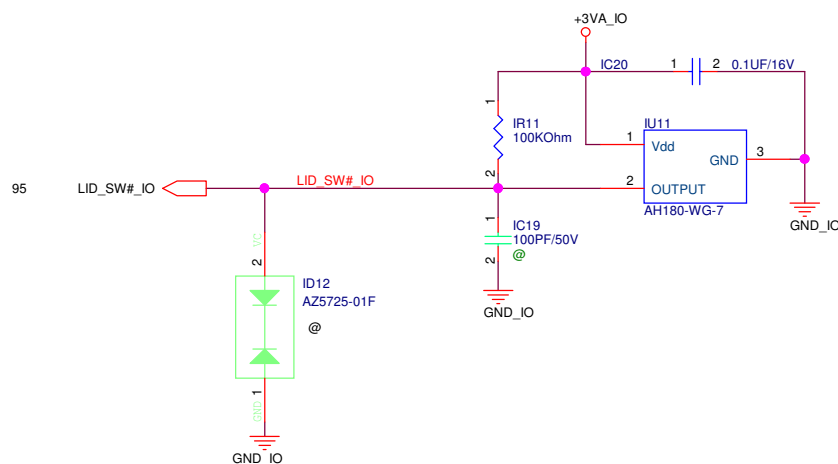 +3VA_IO
IC20
1
2
0.1UF/16V
1
IR11
100KOhm
2
IU11
1
Vdd
GND
3
2
OUTPUT
AH180-WG-7
GND_IO
95
LID_SW#_IO
LID_SW#_IO
1
IC19
100PF/50V
@
2
GND_IO
VC
2
ID12
AZ5725-01F
@
1
GND
GND_IO